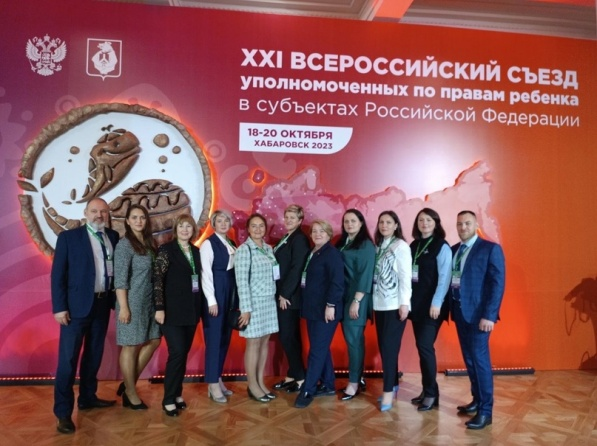 XXI ВСЕРОССИЙСКИЙ СЪЕЗД
уполномоченных по правам ребенка
в субъектах Российской Федерации
18-20 ОКТЯБРЯ
ХАБАРОВСК 2023